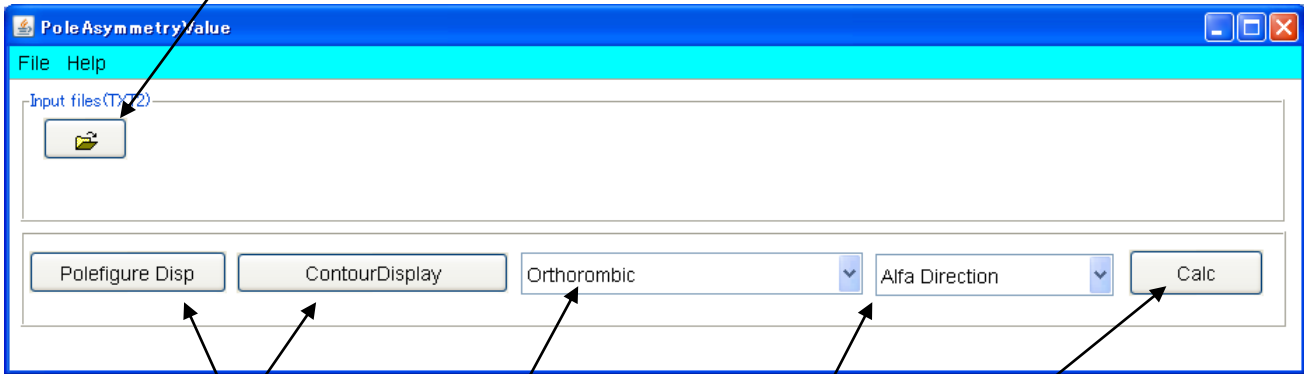 PoleAsymmetryValue
File Help
Input files(TXT2)
Polefigure Disp ContourDisplay Orthorombic Alfa Direction Calc